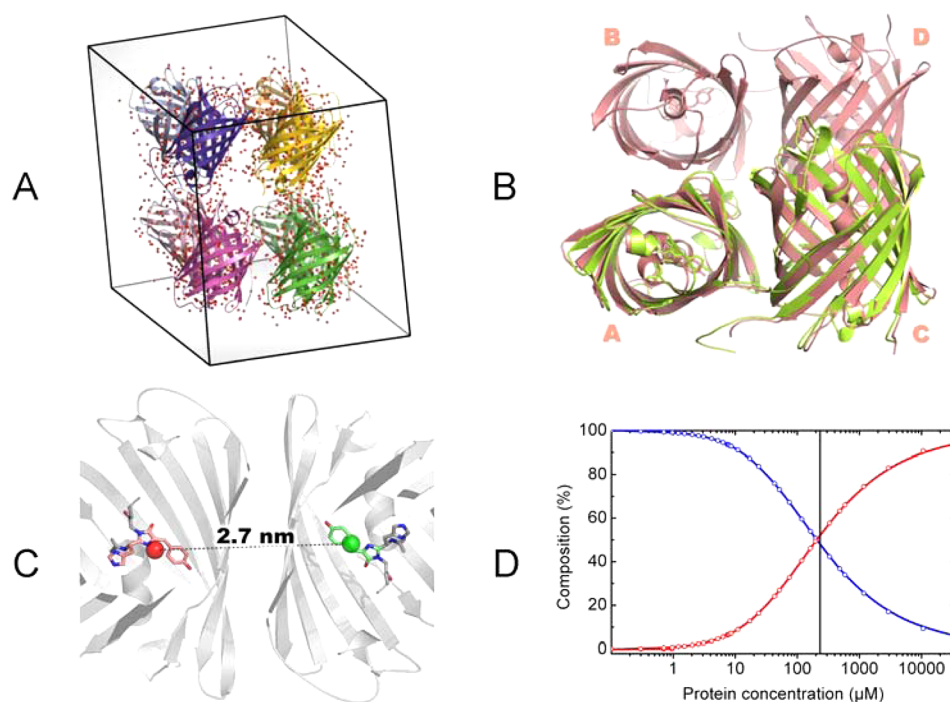 A
B
B
D
A
C
C
2.7 nm
D
Composition (%)
100
80
60
40
20
0
1
10
100
1000
10000
Protein concentration (µM)